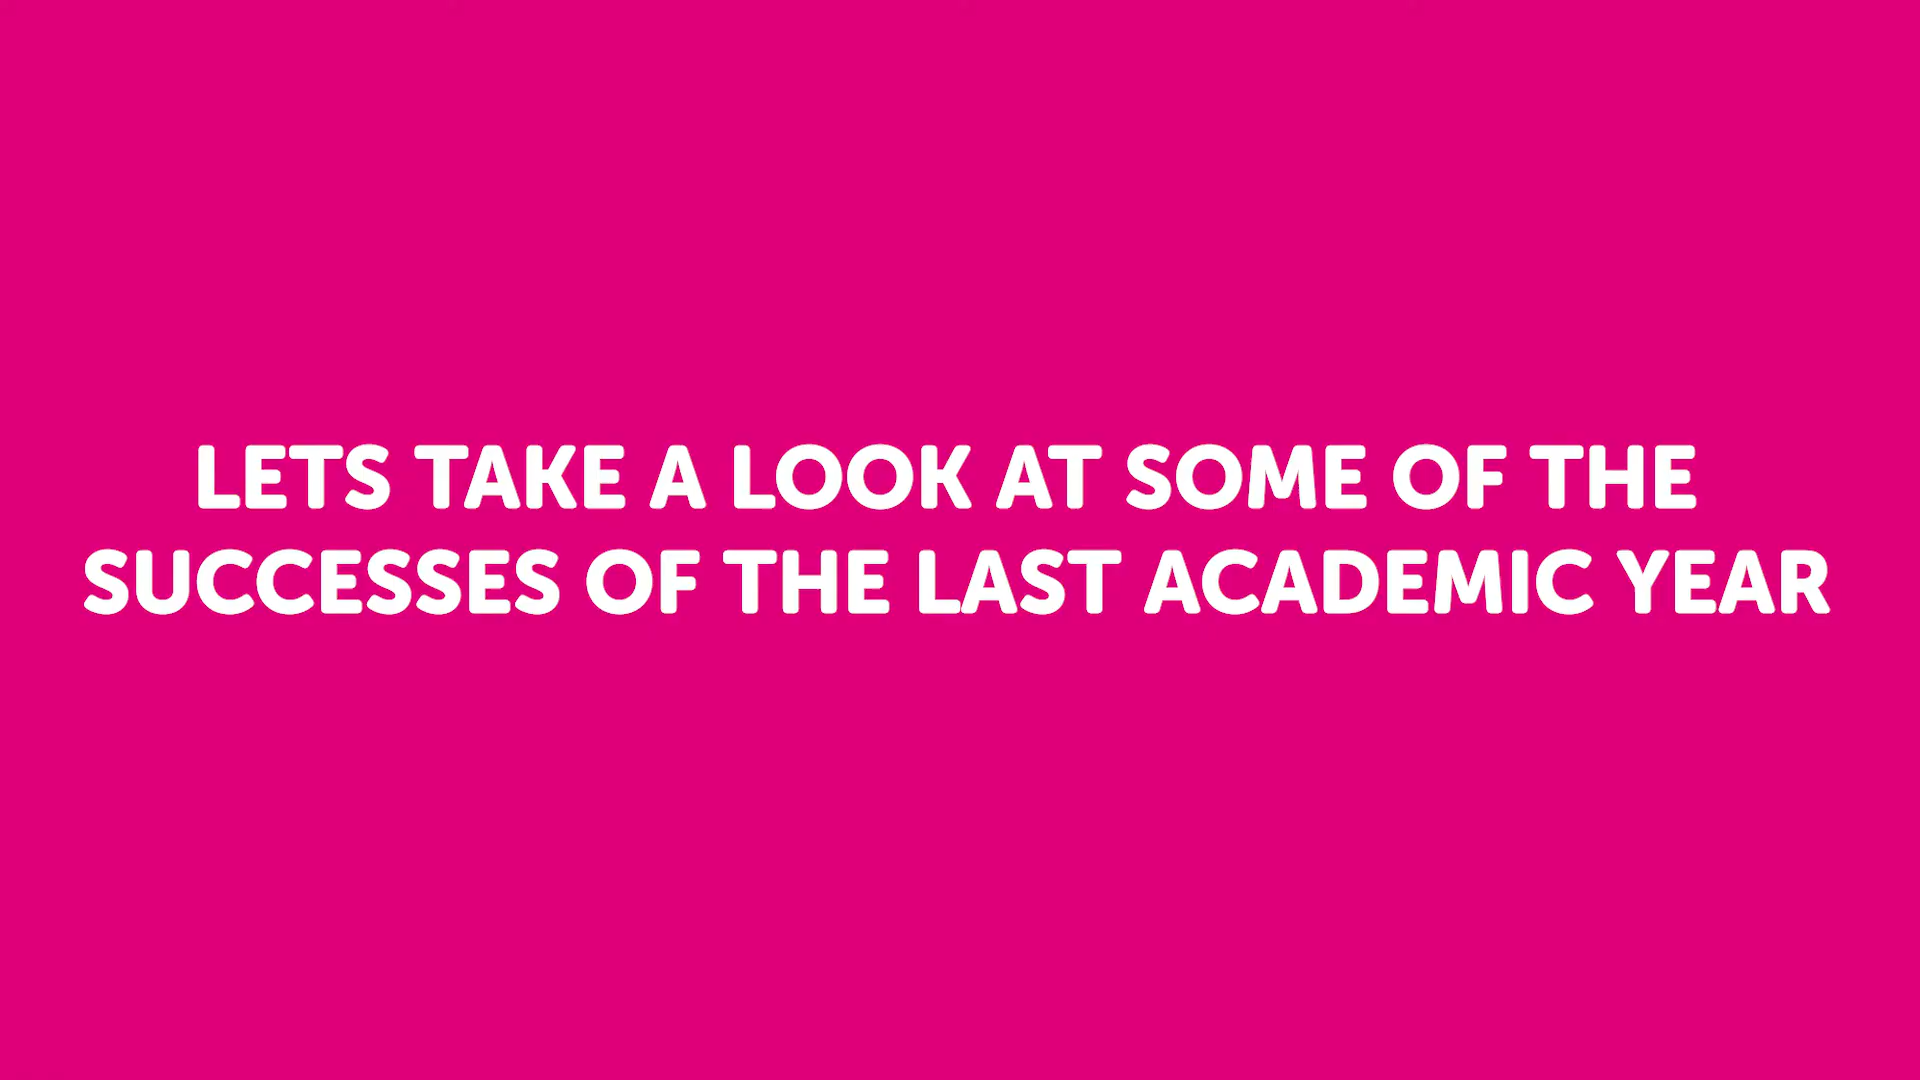 LETS TAKE A LOOK AT SOME OF THE
SUCCESSES OF THE LAST ACADEMIC YEAR